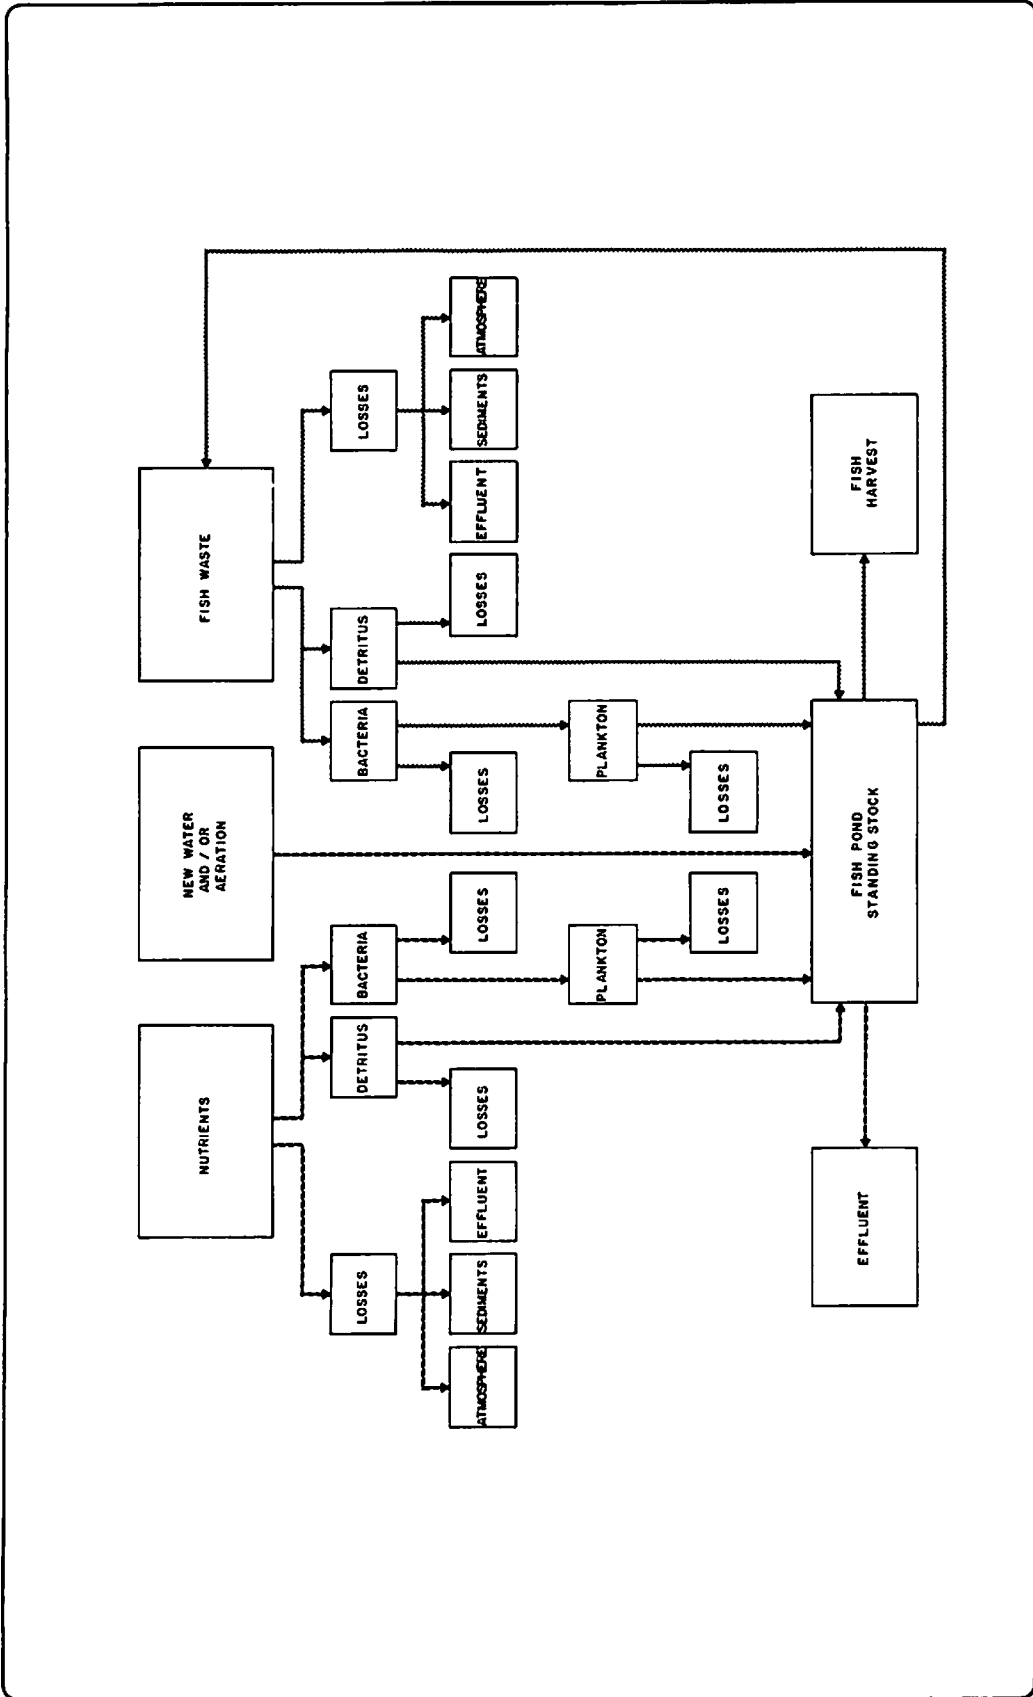 NUTRIENTS
NEW WATER
AND / OR
AERATION
FISH WASTE
LOSSES
DETRITUS
BACTERIA
BACTERIA
DETRITUS
LOSSES
ATMOSPHERE
SEDIMENTS
EFFLUENT
LOSSES
LOSSES
LOSSES
LOSSES
EFFLUENT
SEDIMENTS
ATMOSPHERE
PLANKTON
PLANKTON
LOSSES
LOSSES
EFFLUENT
FISH POND
STANDING STOCK
FISH
HARVEST